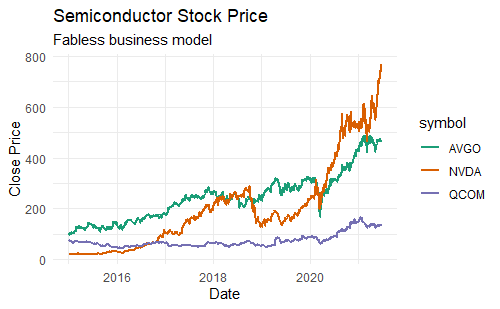 Semiconductor Stock Price
Fabless business model
Close Price
800
600
400
200
0
2016 2018 2020
Date
symbol
AVGO
NVDA
QCOM